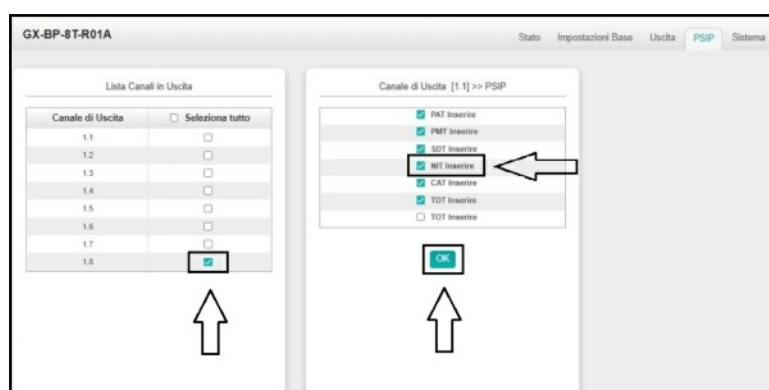 GX-BP-8T-R01A
Stato Impostazioni Base Uscita PSIP Sistema
Lista Canali in Uscita
Canale di Uscita Seleziona tutto
1.1
1.2
1.3
1.4
1.5
1.6
1.7
1.8
Canale di Uscita [1.1] >> PSIP
PAT Inserire
PMT Inserire
SDT Inserire
NIT Inserire
CAT Inserire
TDT Inserire
TOT Inserire
OK